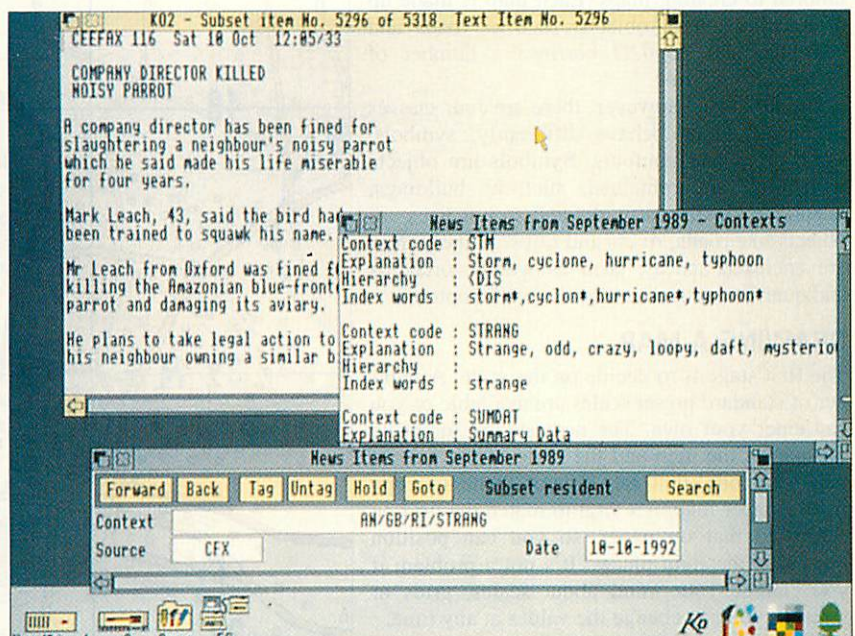 K02 - Subset item No. 5296 of 5318. Text Item No. 5296
CEEFAX 116 Sat 10 Oct 12:05/33
COMPANY DIRECTOR KILLED
NOISY PARROT
A company director has been fined for
slaughtering a neighbour's noisy parrot
which he said made his life miserable
for four years.
Mark Leach, 43, said the bird had
been trained to squawk his name.
Mr Leach from Oxford was fined
killing the Amazonian blue-front
parrot and damaging its aviary.
He plans to take legal action to
his neighbour owning a similar
News Items from September 1989 - Contexts
Context code : STM
Explanation : Storm, cyclone, hurricane, typhoon
Hierarchy : <DIS
Index words : storm*,cyclon*,hurricane*,typhoon*
Context code : STRANG
Explanation : Strange, odd, crazy, loopy, daft, mysteriou
Hierarchy :
Index words : strange
Context code : SUMDAT
Explanation : Summary Data
News Items from September 1989
Forward Back Tag Untag Hold Goto Subset resident Search
Context AN/GB/RI/STRANG
Source CFX Date 10-10-1992
Ko